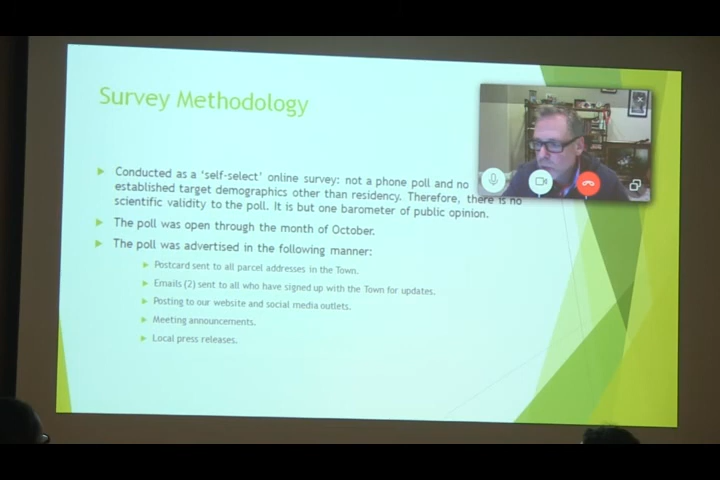 Survey Methodology
Conducted as a ‘self-select’ online survey: not a phone poll and no
established target demographics other than residency. Therefore, there is no
scientific validity to the poll. It is but one barometer of public opinion.
The poll was open through the month of October.
The poll was advertised in the following manner:
Postcard sent to all parcel addresses in the Town.
Emails (2) sent to all who have signed up with the Town for updates.
Posting to our website and social media outlets.
Meeting announcements.
Local press releases.